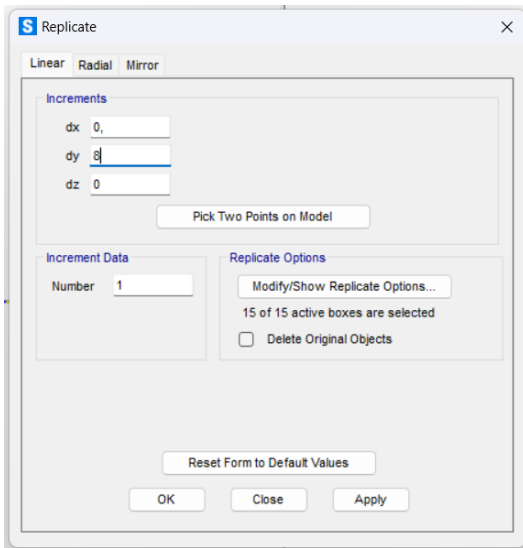 S Replicate
Linear Radial Mirror
Increments
dx 0,
dy 8
dz 0
Pick Two Points on Model
Increment Data
Number 1
Replicate Options
Modify/Show Replicate Options...
15 of 15 active boxes are selected
Delete Original Objects
Reset Form to Default Values
OK Close Apply